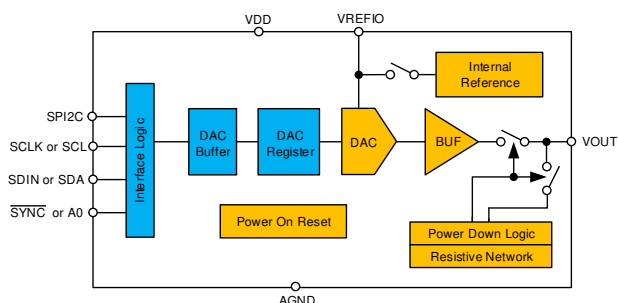 VDD
VREFIO
Internal
Reference
SPI2C
SCLK or SCL
SDIN or SDA
SYNC or A0
Interface Logic
DAC
Buffer
DAC
Register
DAC
BUF
VOUT
Power On Reset
Power Down Logic
Resistive Network
AGND